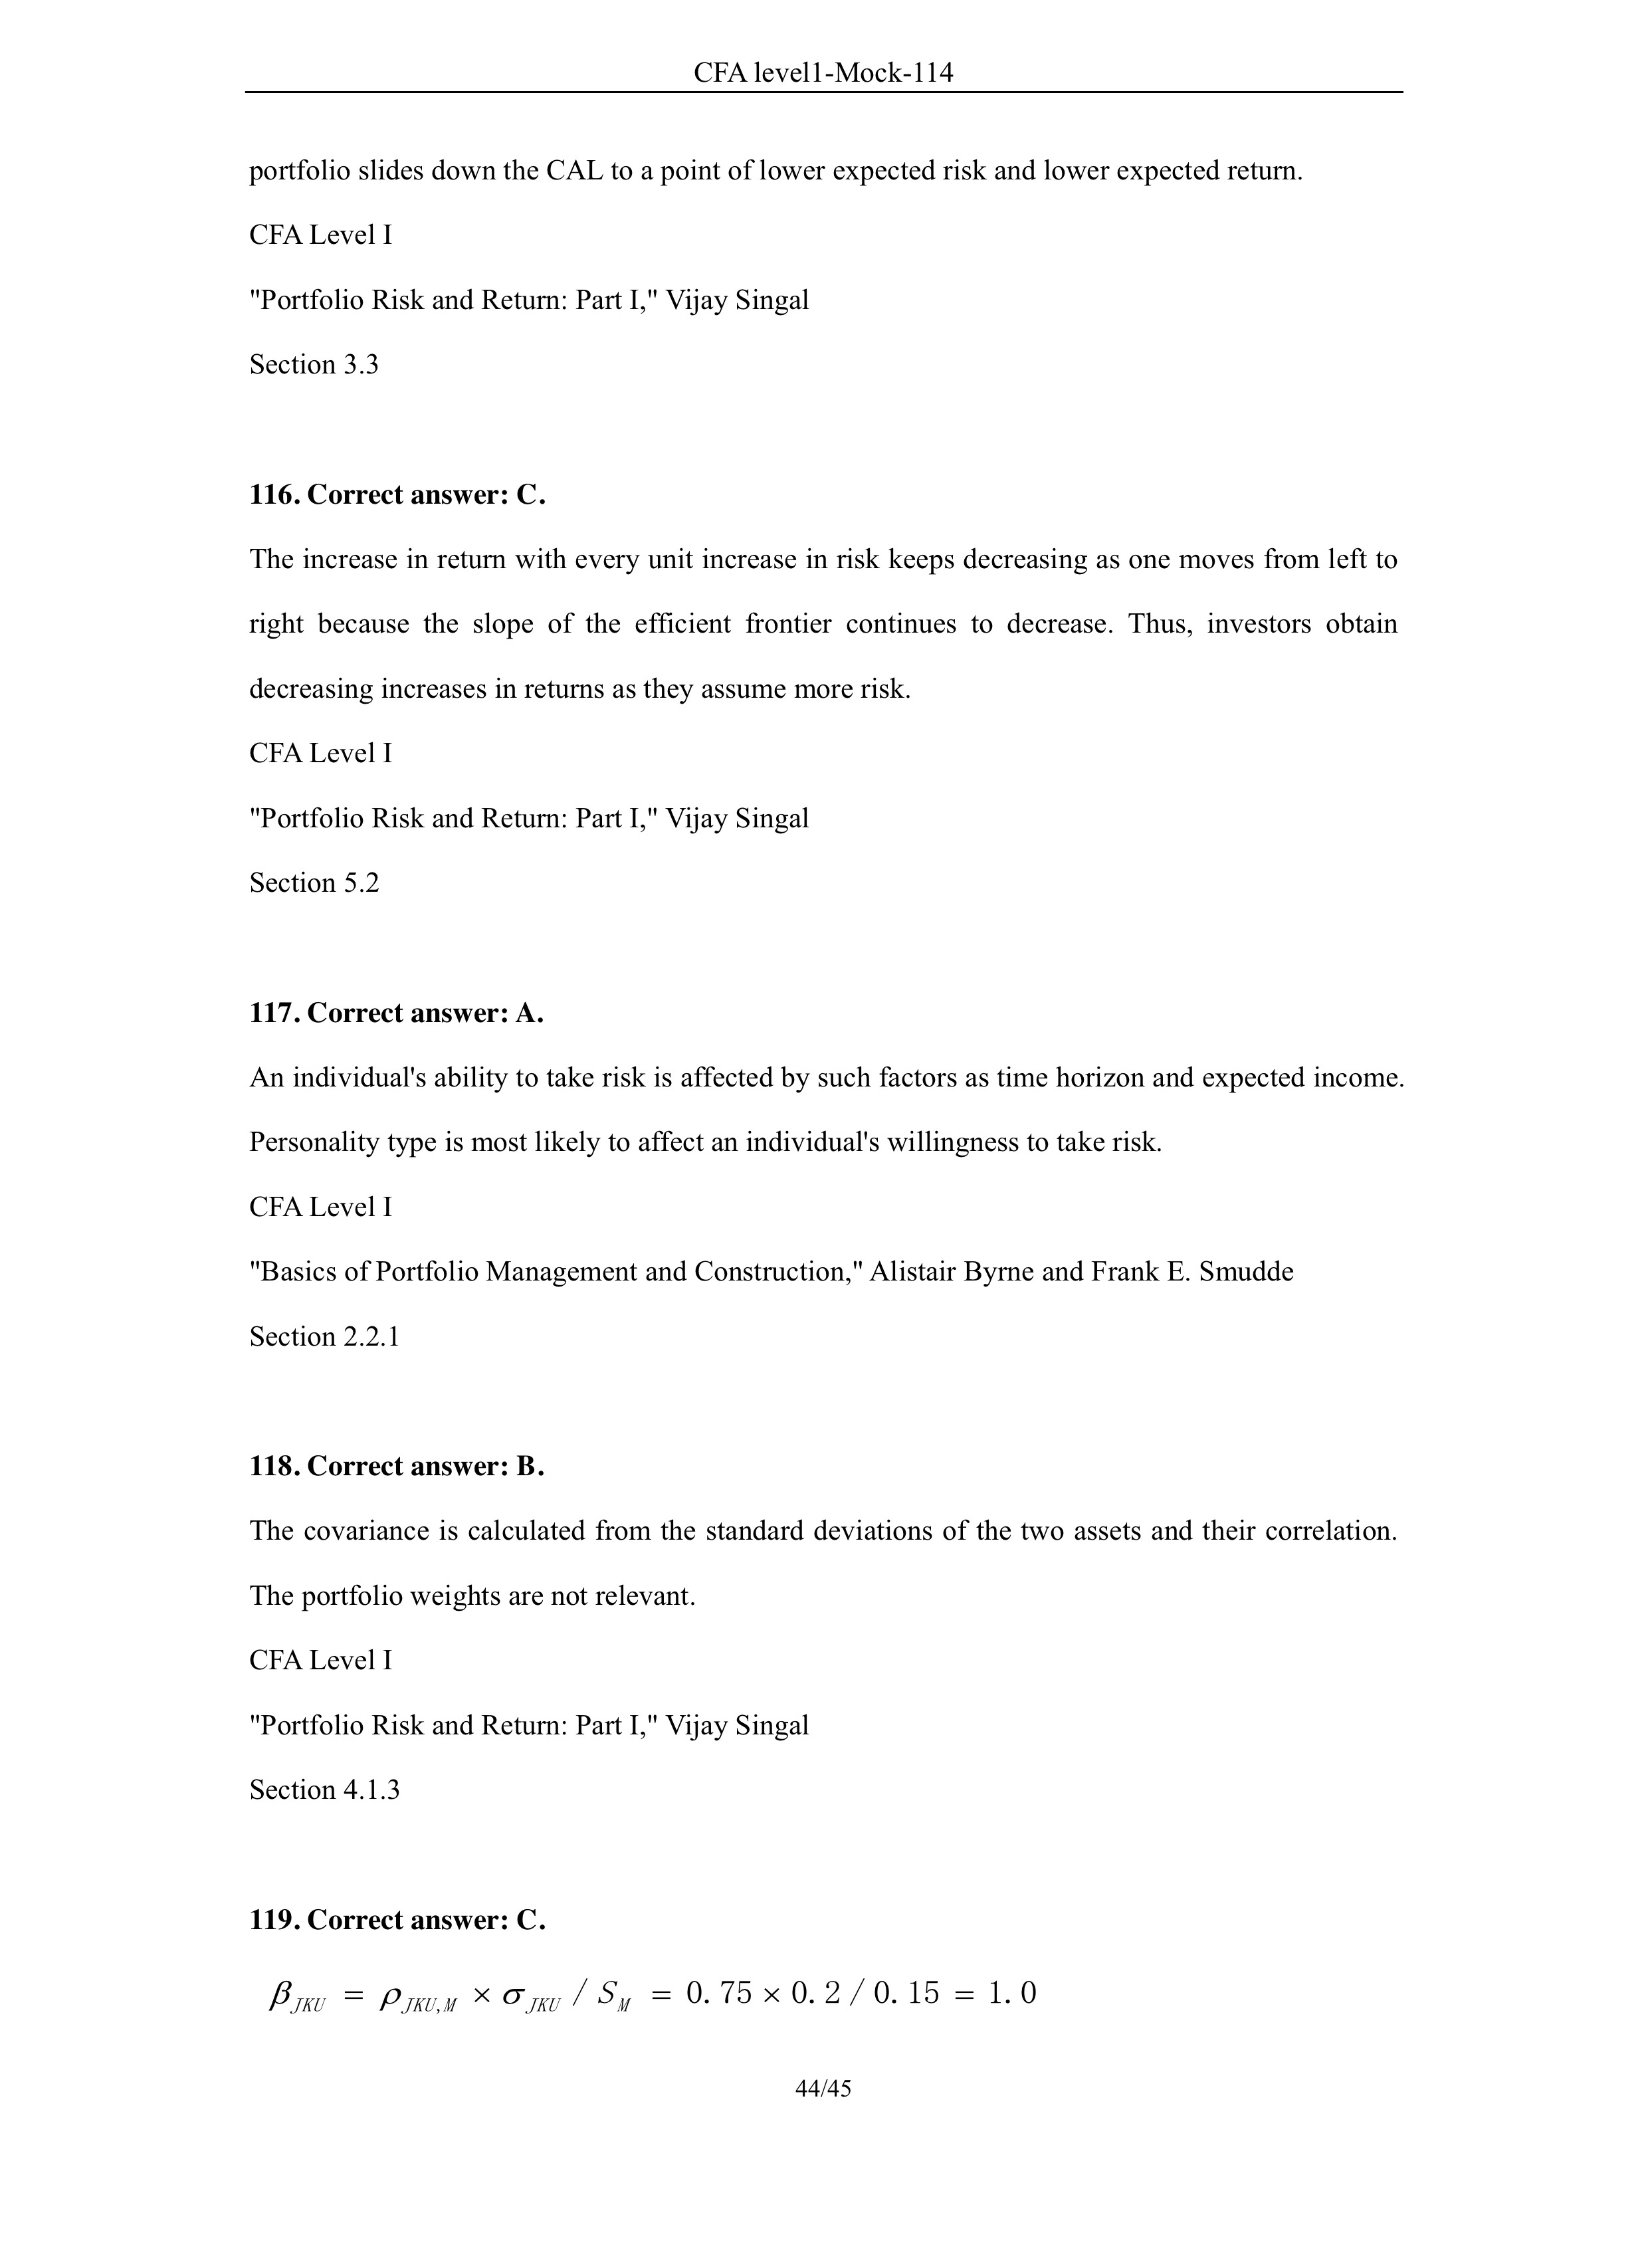 CFA level1-Mock-114
portfolio slides down the CAL to a point of lower expected risk and lower expected return.
CFA Level I
"Portfolio Risk and Return: Part I," Vijay Singal
Section 3.3
116. Correct answer: C.
The increase in return with every unit increase in risk keeps decreasing as one moves from left to
right because the slope of the efficient frontier continues to decrease. Thus, investors obtain
decreasing increases in returns as they assume more risk.
CFA Level I
"Portfolio Risk and Return: Part I," Vijay Singal
Section 5.2
117. Correct answer: A.
An individual's ability to take risk is affected by such factors as time horizon and expected income.
Personality type is most likely to affect an individual's willingness to take risk.
CFA Level I
"Basics of Portfolio Management and Construction," Alistair Byrne and Frank E. Smudde
Section 2.2.1
118. Correct answer: B.
The covariance is calculated from the standard deviations of the two assets and their correlation.
The portfolio weights are not relevant.
CFA Level I
"Portfolio Risk and Return: Part I," Vijay Singal
Section 4.1.3
119. Correct answer: C.
β_JKU = ρ_JKU,M × σ_JKU / S_M = 0.75 × 0.2 / 0.15 = 1.0
44/45